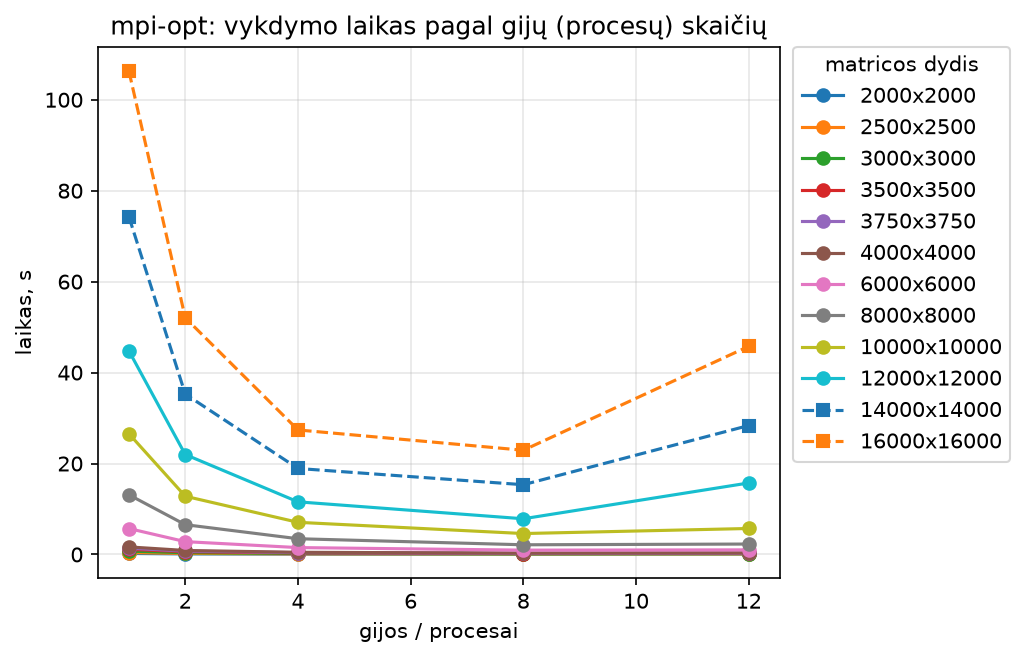 mpi-opt: vykdymo laikas pagal gijų (procesų) skaičių
100
80
60
40
20
0
laikas, s
2
4
6
8
10
12
gijos / procesai
matricos dydis
2000x2000
2500x2500
3000x3000
3500x3500
3750x3750
4000x4000
6000x6000
8000x8000
10000x10000
12000x12000
14000x14000
16000x16000